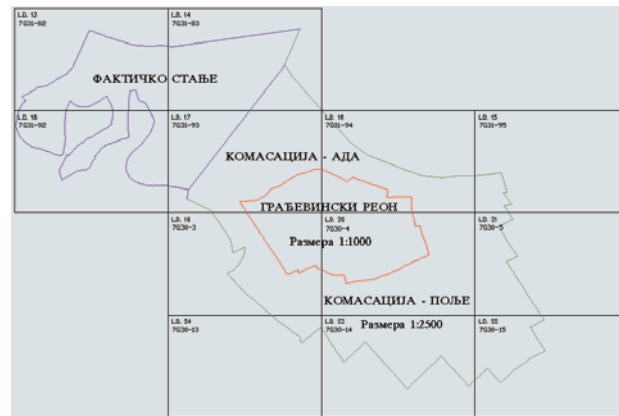 L.D. 13
7G31-82
L.D. 14
7G31-83
ФАКТИЧКО СТАЊЕ
L.D. 18
7G31-92
L.D. 17
7G31-93
L.D. 16
7G31-94
L.D. 15
7G31-95
КОМАСАЦИЈА - АДА
ГРАЂЕВИНСКИ РЕОН
L.D. 19
7G30-3
L.D. 20
7G30-4
L.D. 21
7G30-5
Размера 1:1000
КОМАСАЦИЈА - ПОЉЕ
L.D. 24
7G30-13
L.D. 23
7G30-14
L.D. 22
7G30-15
Размера 1:2500